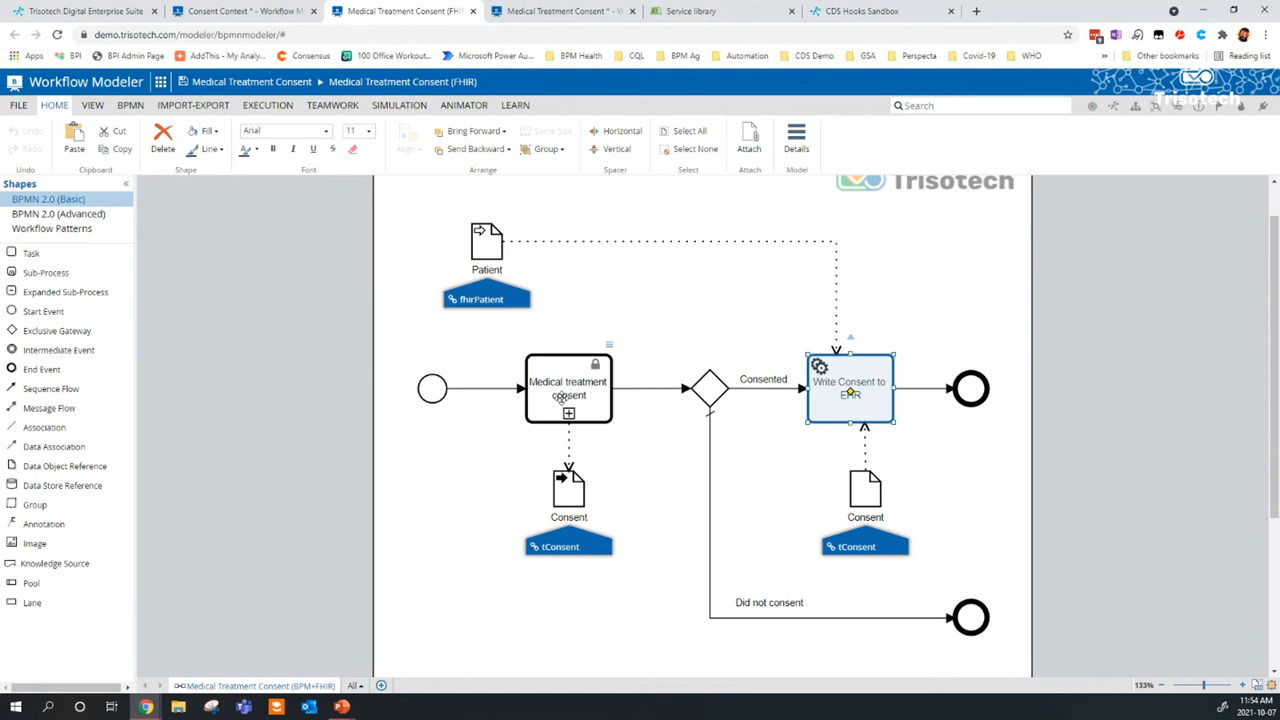 Trisotech Digital Enterprise Suite
Consent Context * - Workflow M
Medical Treatment Consent (FHIR)
Medical Treatment Consent * - W
Service library
CDS Hooks Sandbox
demo.trisotech.com/modeler/bpmnmodeler/#
Apps
BPI
BPI Admin Page
AddThis - My Analy...
Consensus
100 Office Workout...
Microsoft Power Au...
BPM Health
CQL
BPM Ag
Automation
CDS Demo
GSA
Perspecta
Covid-19
WHO
Other bookmarks
Reading list
Workflow Modeler
Medical Treatment Consent
Medical Treatment Consent (FHIR)
Trisotech
FILE
HOME
VIEW
BPMN
IMPORT-EXPORT
EXECUTION
TEAMWORK
SIMULATION
ANIMATOR
LEARN
Search
Undo
Redo
Paste
Cut
Copy
Delete
Fill
Line
Arial
11
B I U
Align
Bring Forward
Send Backward
Same Size
Group
Horizontal
Vertical
Select All
Select None
Attach
Details
Undo
Clipboard
Shape
Font
Arrange
Spacer
Select
Attach
Model
Shapes
BPMN 2.0 (Basic)
BPMN 2.0 (Advanced)
Workflow Patterns
Task
Sub-Process
Expanded Sub-Process
Start Event
Exclusive Gateway
Intermediate Event
End Event
Sequence Flow
Message Flow
Association
Data Association
Data Object Reference
Data Store Reference
Group
Annotation
Image
Knowledge Source
Pool
Lane
Trisotech
Patient
fhirPatient
Medical treatment
consent
Consented
Write Consent to
EHR
Consent
tConsent
Consent
tConsent
Did not consent
Medical Treatment Consent (BPM+FHIR)
All
133%
11:54 AM
2021-10-07